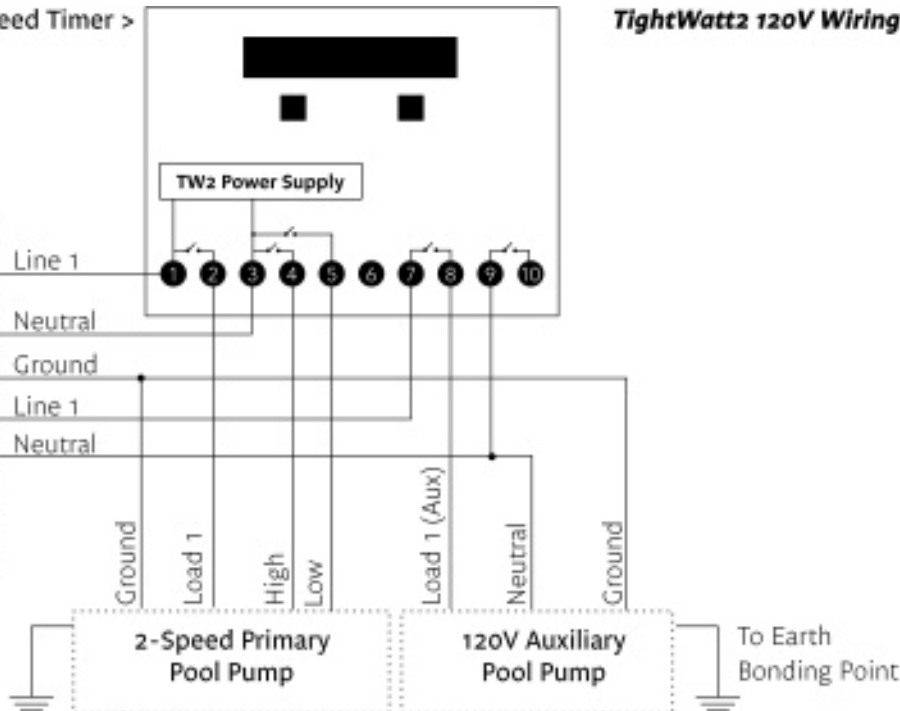 eed Timer >
TightWatt2 120V Wiring
TW2 Power Supply
Line 1
1 2 3 4 5 6 7 8 9 10
Neutral
Ground
Line 1
Neutral
Ground
Load 1
High
Low
Load 1 (Aux)
Neutral
Ground
2-Speed Primary
Pool Pump
120V Auxiliary
Pool Pump
To Earth
Bonding Point